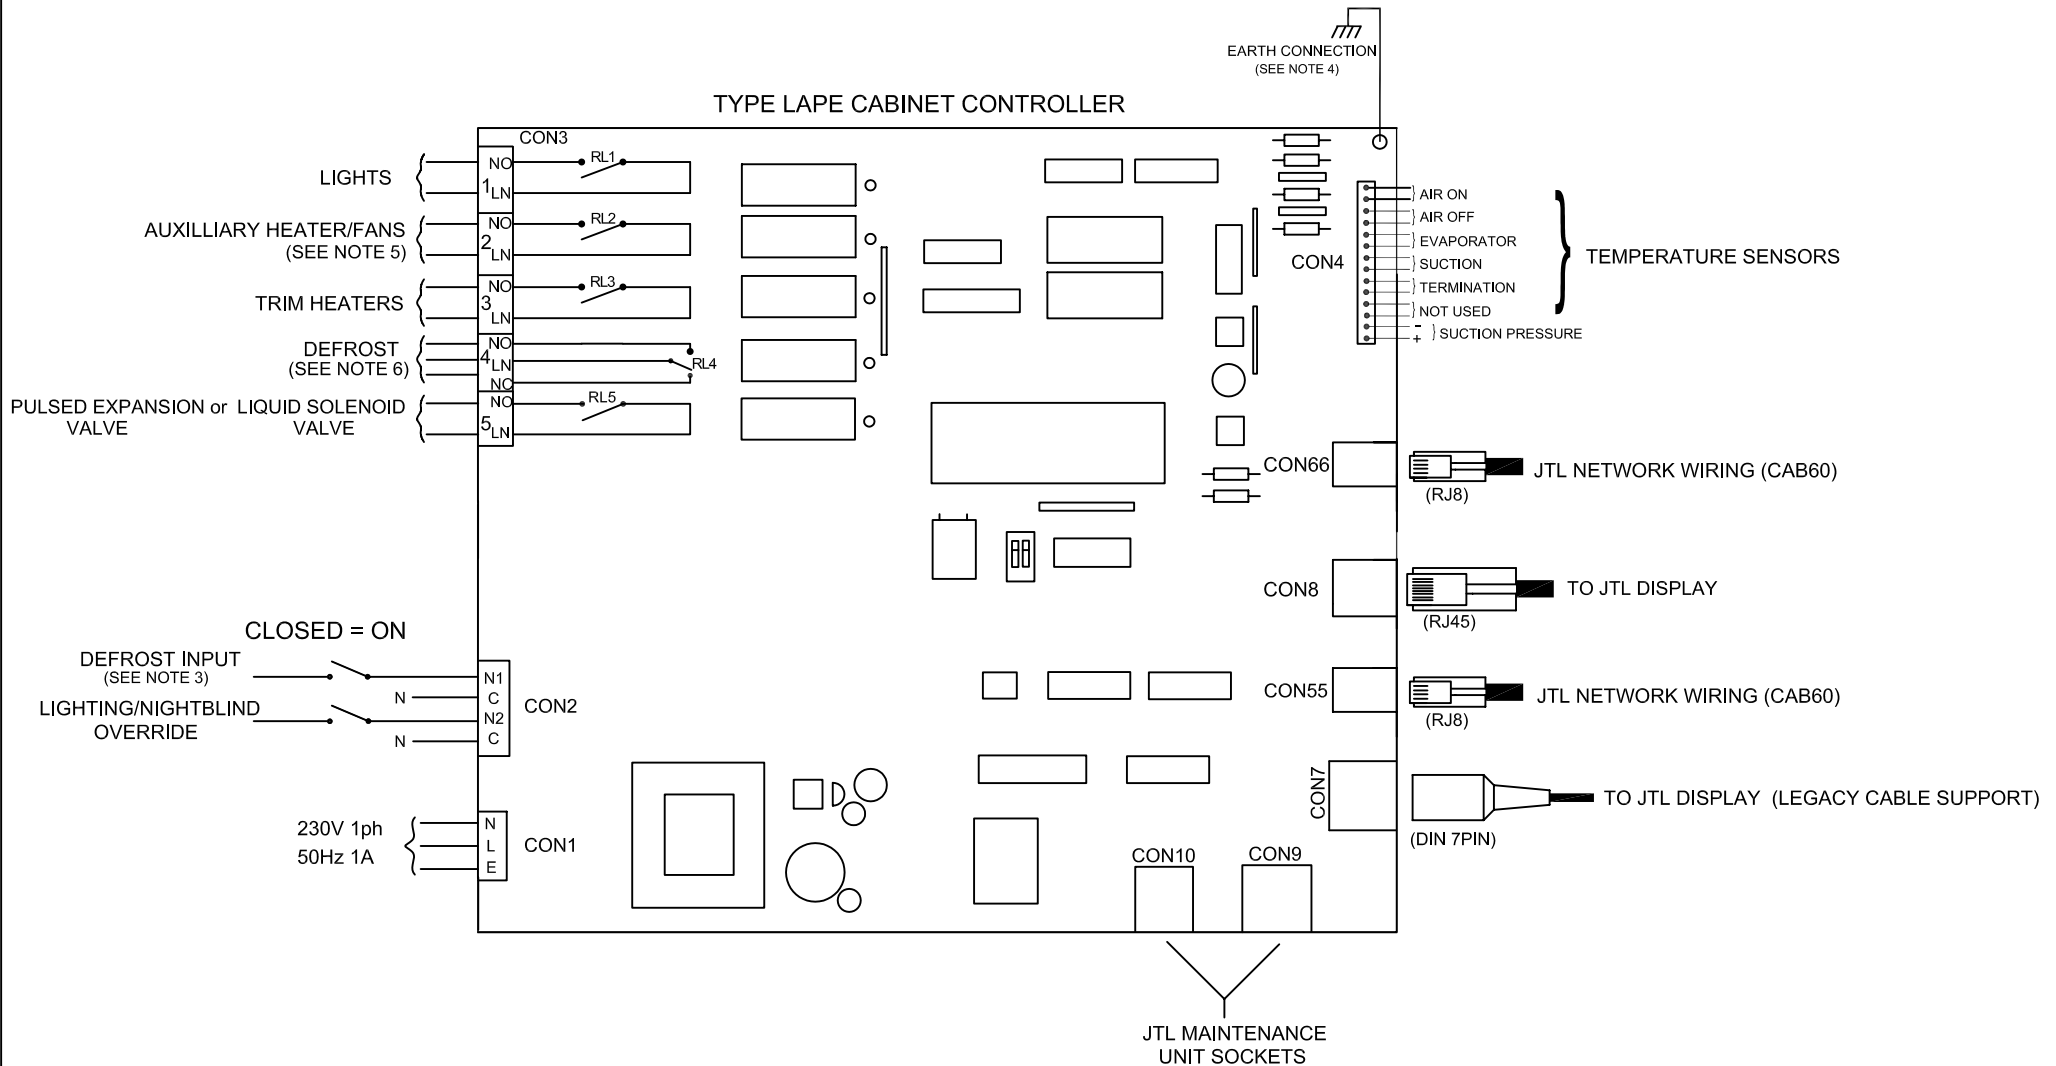 EARTH CONNECTION
(SEE NOTE 4)
TYPE LAPE CABINET CONTROLLER
CON3
LIGHTS
NO
1
LN
RL1
AUXILLIARY HEATER/FANS
(SEE NOTE 5)
NO
2
LN
RL2
TRIM HEATERS
NO
3
LN
RL3
DEFROST
(SEE NOTE 6)
NO
4
LN
NC
RL4
PULSED EXPANSION or LIQUID SOLENOID
VALVE VALVE
NO
5
LN
RL5
CON4
AIR ON
AIR OFF
EVAPORATOR
SUCTION
TERMINATION
NOT USED
- SUCTION PRESSURE
+
TEMPERATURE SENSORS
CON66
(RJ8)
JTL NETWORK WIRING (CAB60)
CON8
(RJ45)
TO JTL DISPLAY
CON55
(RJ8)
JTL NETWORK WIRING (CAB60)
CON7
(DIN 7PIN)
TO JTL DISPLAY (LEGACY CABLE SUPPORT)
CLOSED = ON
DEFROST INPUT
(SEE NOTE 3)
N
LIGHTING/NIGHTBLIND
OVERRIDE
N
N1
C
N2
C
CON2
230V 1ph
50Hz 1A
N
L
E
CON1
CON10
CON9
JTL MAINTENANCE
UNIT SOCKETS